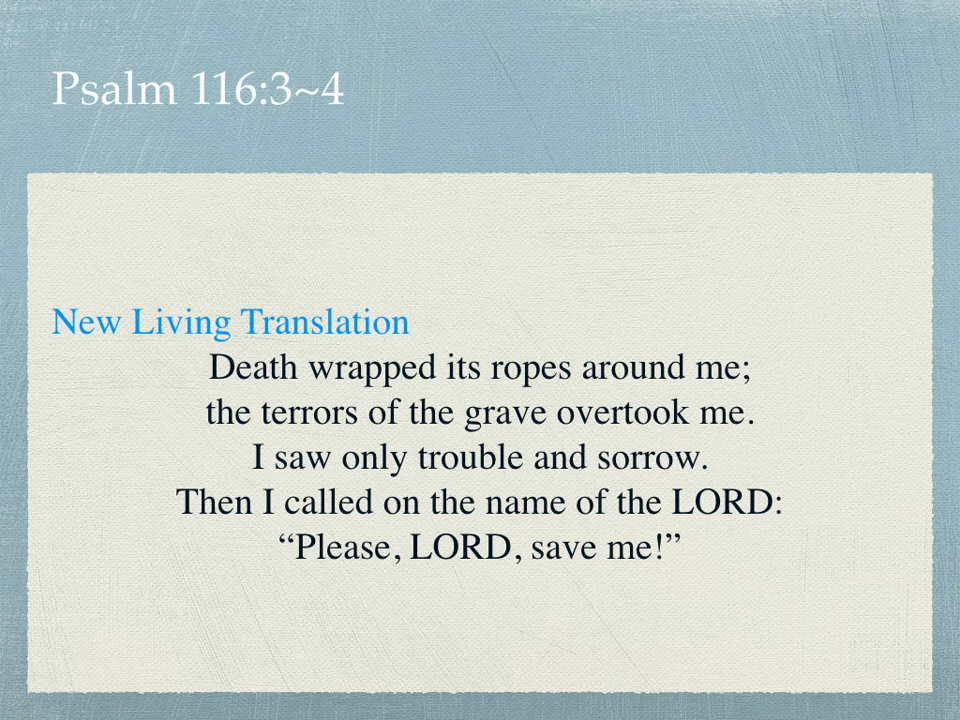 Psalm 116:3~4
New Living Translation
Death wrapped its ropes around me;
the terrors of the grave overtook me.
I saw only trouble and sorrow.
Then I called on the name of the LORD:
“Please, LORD, save me!”